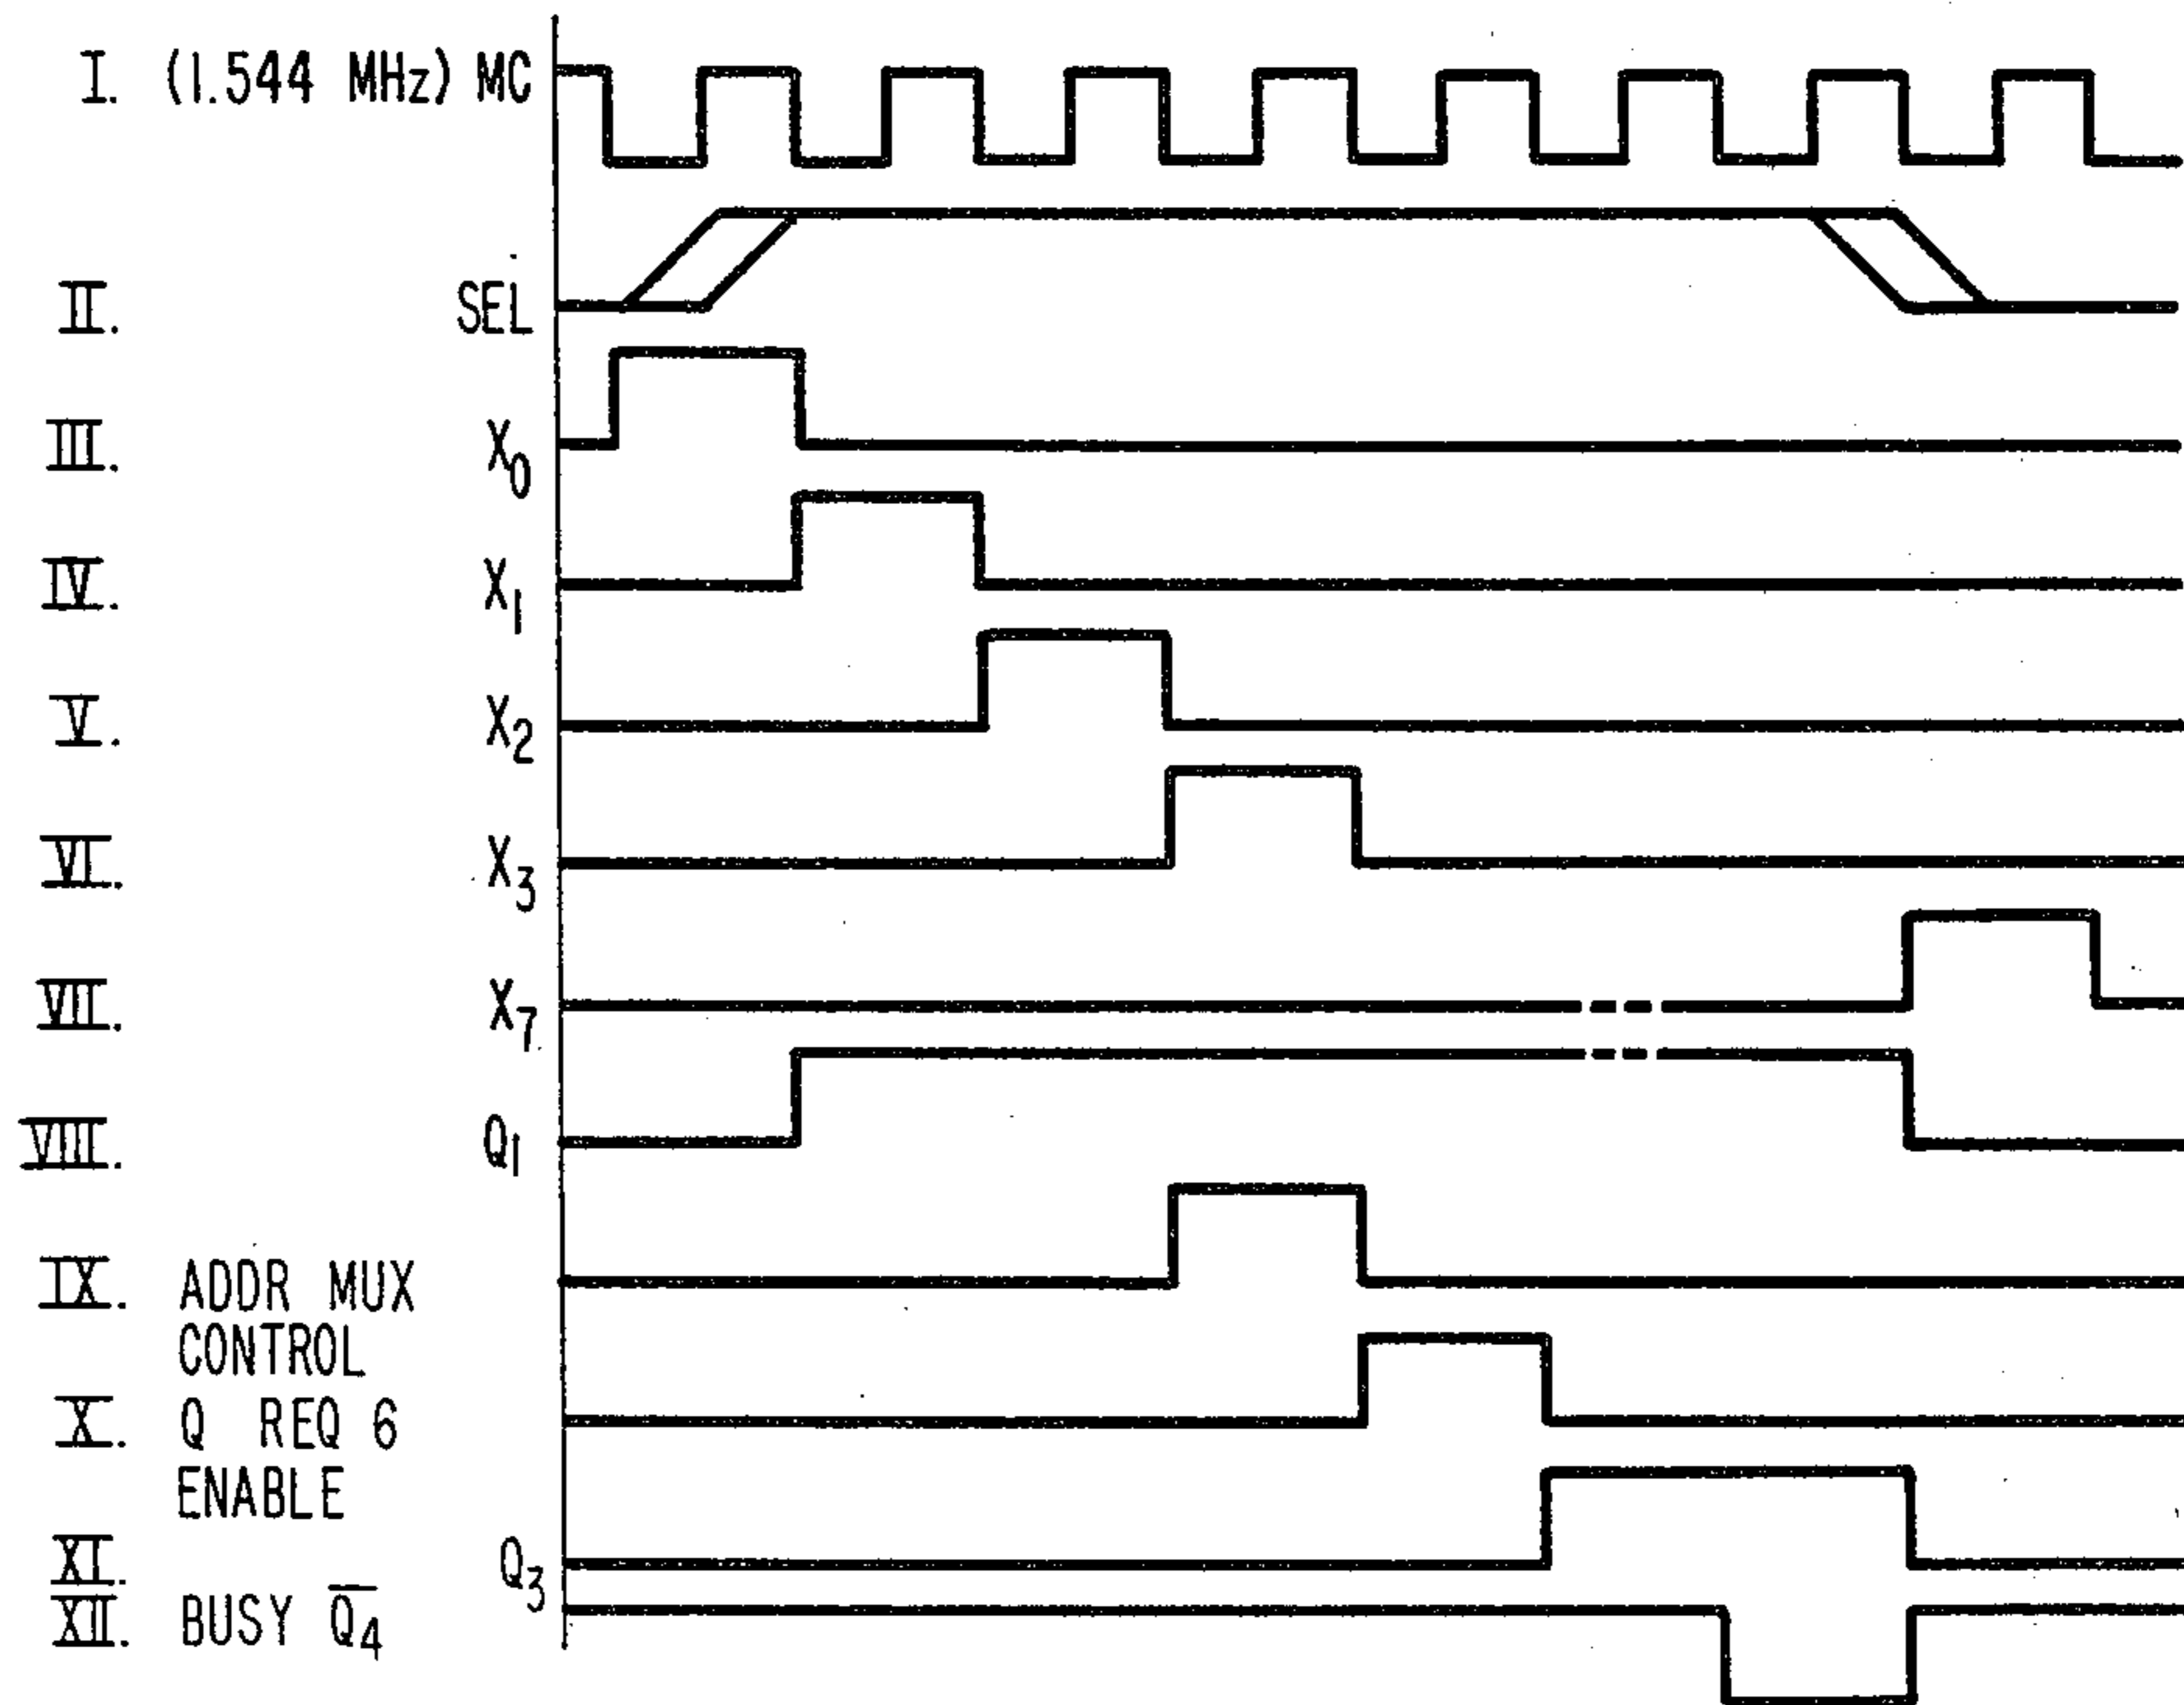 I. (1.544 MHz) MC
II. SEL
III. X0
IV. X1
V. X2
VI. X3
VII. X7
VIII. Q1
IX. ADDR MUX
CONTROL
X. Q REQ 6
ENABLE
XI. Q3
XII. BUSY Q̅4